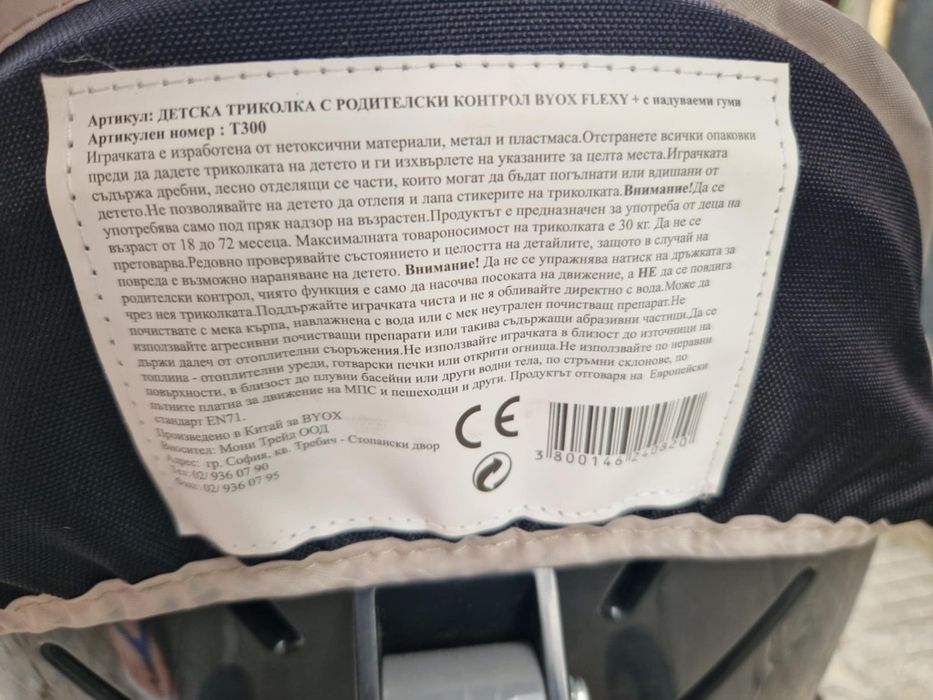 Артикул: ДЕТСКА ТРИКОЛКА С РОДИТЕЛСКИ КОНТРОЛ BYOX FLEXY + с надуваеми гуми
Артикулен номер : T300
Играчката е изработена от нетоксични материали, метал и пластмаса.Отстранете всички опаковки
преди да дадете триколката на детето и ги изхвърлете на указаните за целта места.Играчката
съдържа дребни, лесно отделящи се части, които могат да бъдат погълнати или вдишани от
детето.Не позволявайте на детето да отлепя и лапа стикерите на триколката.Внимание!Да се
употребява само под пряк надзор на възрастен.Продуктът е предназначен за употреба от деца на
възраст от 18 до 72 месеца. Максималната товароносимост на триколката е 30 кг. Да не се
претоварва.Редовно проверявайте състоянието и целостта на детайлите, защото в случай на
повреда е възможно нараняване на детето. Внимание! Да не се упражнява натиск на дръжката за
родителски контрол, чиято функция е само да насочва посоката на движение, а НЕ да се повдига
чрез нея триколката.Поддържайте играчката чиста и не я обливайте директно с вода.Може да
почиствате с мека кърпа, навлажнена с вода или с мек неутрален почистващ препарат.Не
използвайте агресивни почистващи препарати или такива съдържащи абразивни частици.Да се
държи далеч от отоплителни съоръжения.Не използвайте играчката в близост до източници на
топлина - отоплителни уреди, готварски печки или открити огнища.Не използвайте по неравни
повърхности, в близост до плувни басейни или други водни тела, по стръмни склонове, по
пътните платна за движение на МПС и пешеходци и други. Продуктът отговаря на Европейски
стандарт EN71.
Произведено в Китай за BYOX
Вносител: Мони Трейд ООД
Адрес: гр. София, кв. Требич - Стопански двор
Тел: 02/ 936 07 90
Факс: 02/ 936 07 95
CE
3 800146 240820